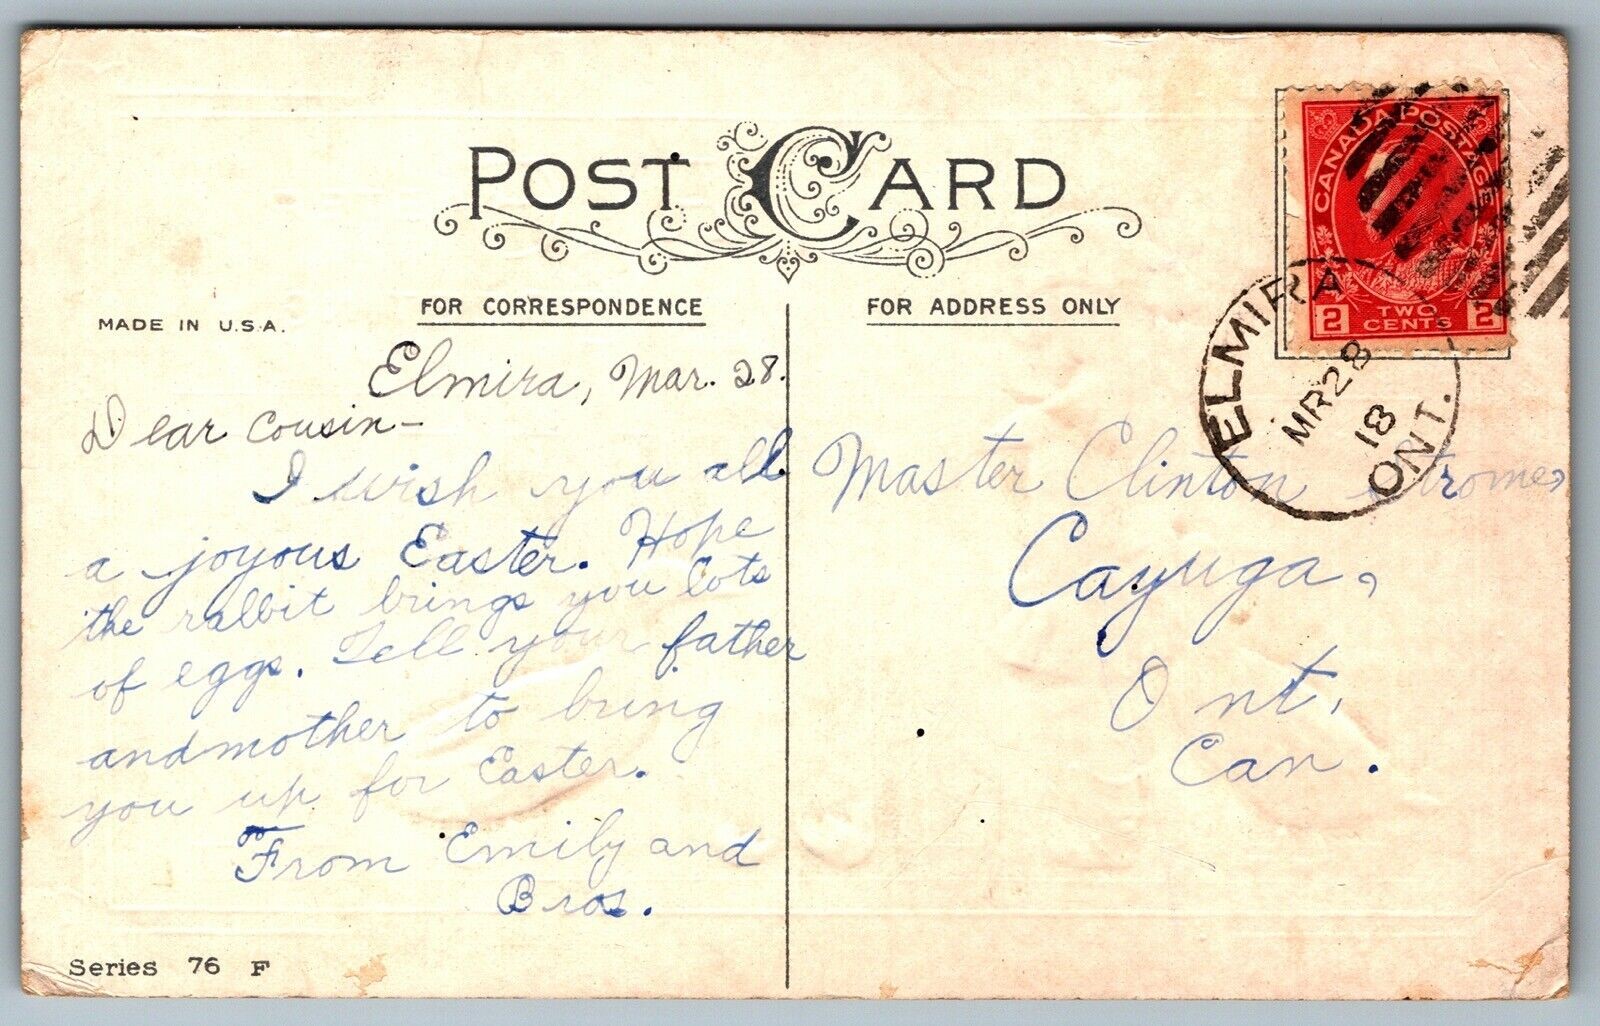 POST CARD
MADE IN U.S.A.
FOR CORRESPONDENCE
Elmira, Mar. 28.
Dear Cousin-
I wish you all
a joyous Easter. Hope
the rabbit brings you lots
of eggs. Tell your father
and mother to bring
you up for Easter.
From Emily and
Bros.
Series 76 F
FOR ADDRESS ONLY
CANADA POSTAGE
2 TWO CENTS 2
ELMIRA
MR 28
18
ONT.
Master Clinton Strome,
Cayuga,
Ont.
Can.